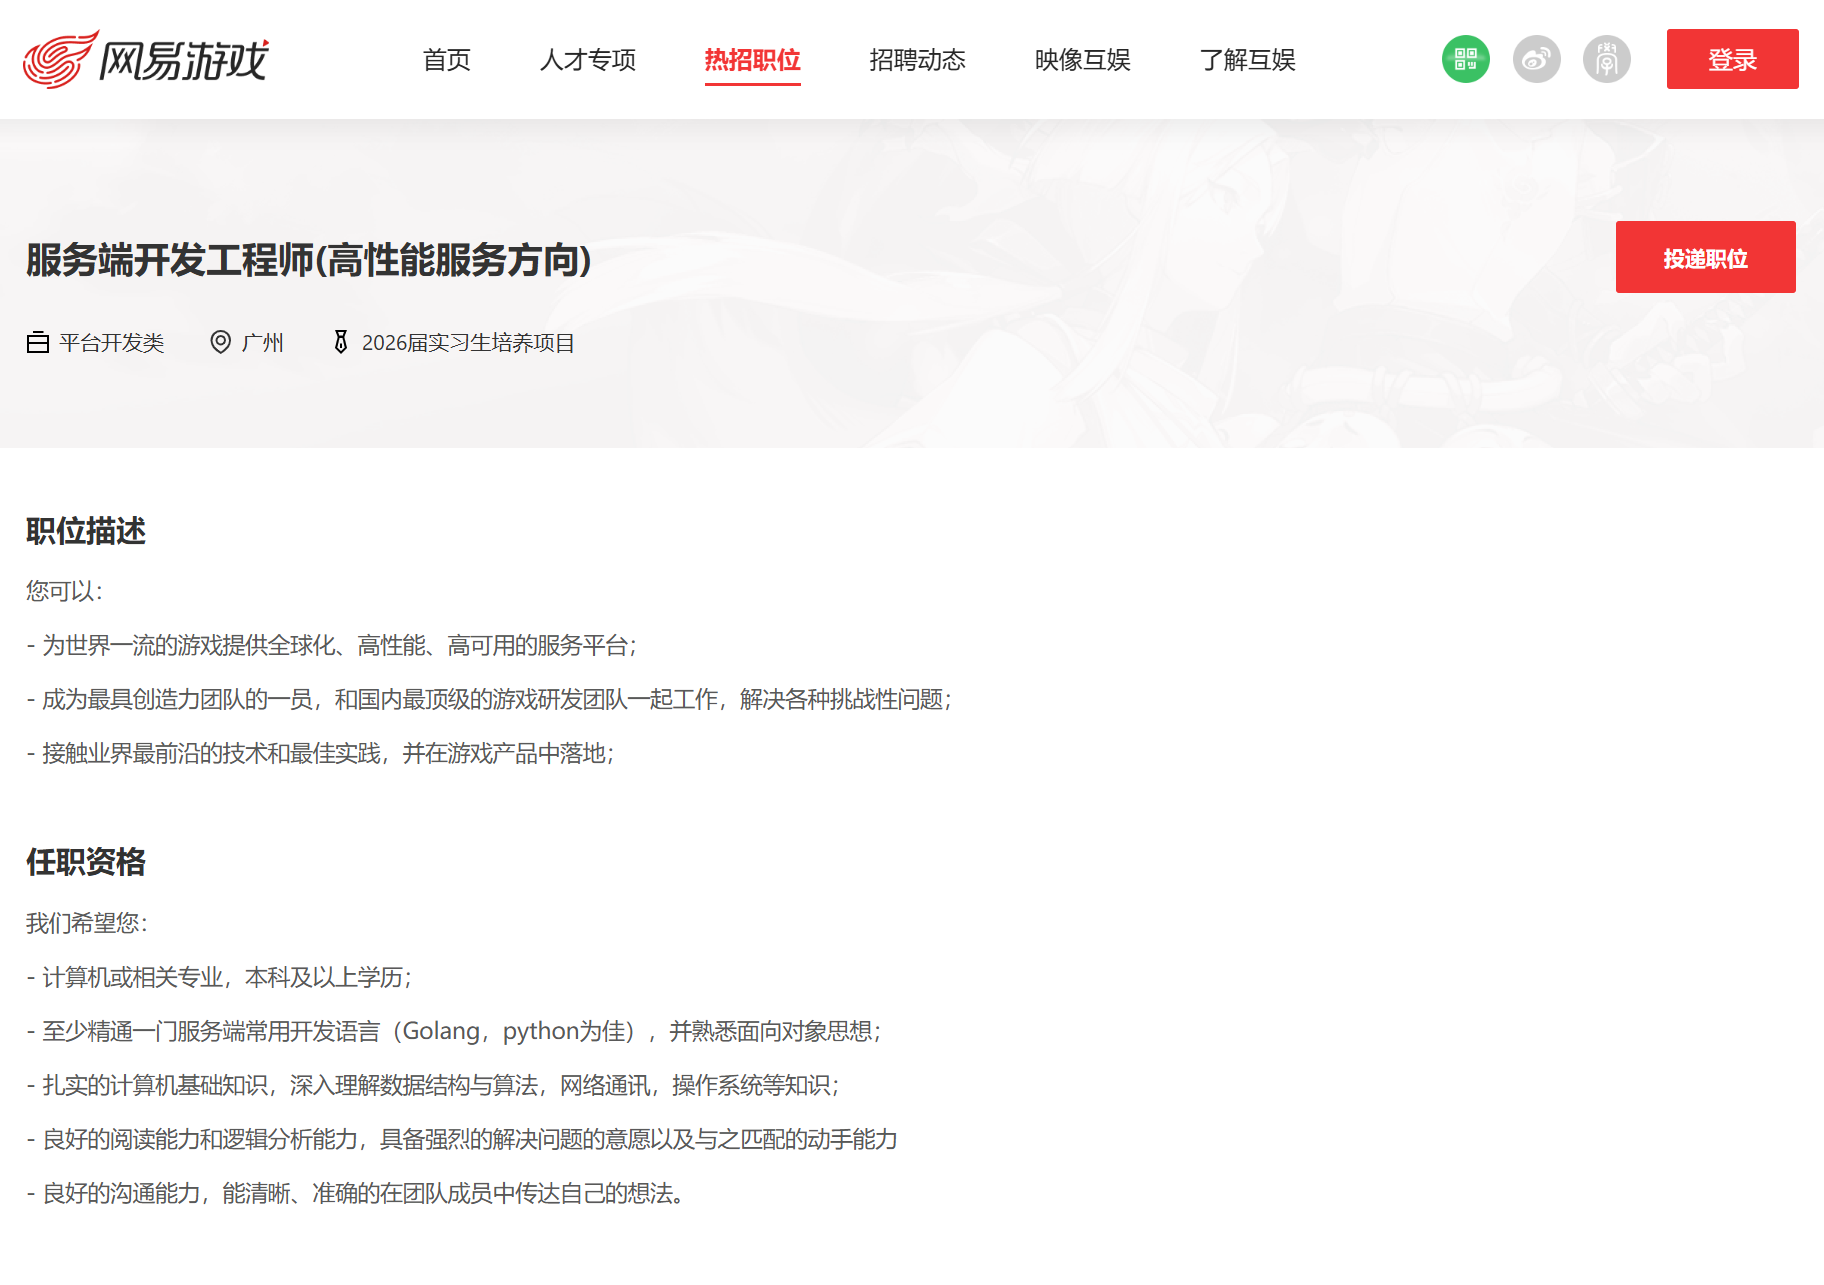 网易游戏
首页
人才专项
热招职位
招聘动态
映像互娱
了解互娱
登录
服务端开发工程师(高性能服务方向)
投递职位
平台开发类
广州
2026届实习生培养项目
职位描述
您可以：
- 为世界一流的游戏提供全球化、高性能、高可用的服务平台；
- 成为最具创造力团队的一员，和国内最顶级的游戏研发团队一起工作，解决各种挑战性问题；
- 接触业界最前沿的技术和最佳实践，并在游戏产品中落地；
任职资格
我们希望您：
- 计算机或相关专业，本科及以上学历；
- 至少精通一门服务端常用开发语言（Golang，python为佳），并熟悉面向对象思想；
- 扎实的计算机基础知识，深入理解数据结构与算法，网络通讯，操作系统等知识；
- 良好的阅读能力和逻辑分析能力，具备强烈的解决问题的意愿以及与之匹配的动手能力
- 良好的沟通能力，能清晰、准确的在团队成员中传达自己的想法。